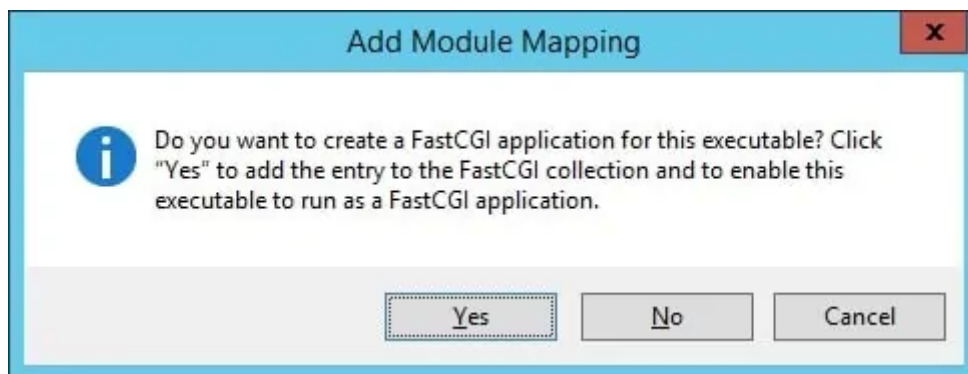 Add Module Mapping
x
Do you want to create a FastCGI application for this executable? Click
“Yes” to add the entry to the FastCGI collection and to enable this
executable to run as a FastCGI application.
Yes No Cancel